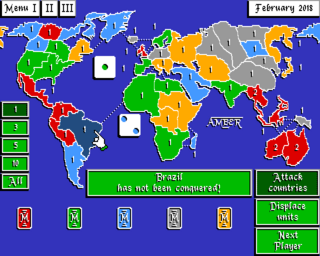 Menu I II III February 2018
AMBER
1
3
5
10
All
Brazil
has not been conquered!
Attack
countries
Displace
units
Next
Player